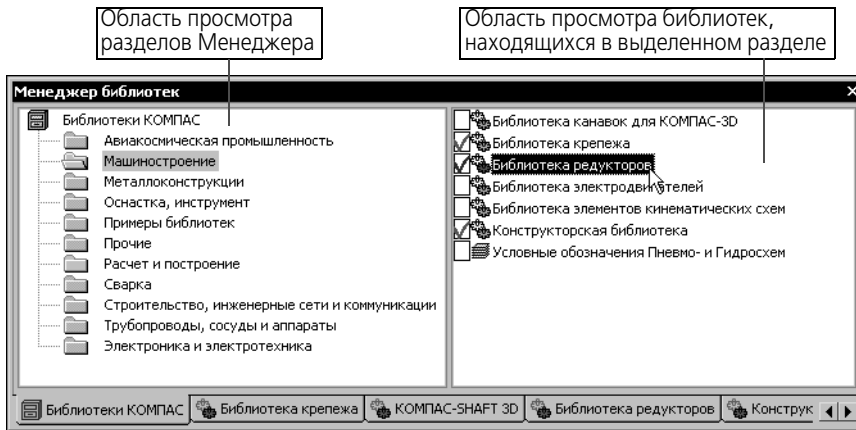 Область просмотра
разделов Менеджера
Область просмотра библиотек,
находящихся в выделенном разделе
Менеджер библиотек
Библиотеки КОМПАС
Авиакосмическая промышленность
Машиностроение
Металлоконструкции
Оснастка, инструмент
Примеры библиотек
Прочие
Расчет и построение
Сварка
Строительство, инженерные сети и коммуникации
Трубопроводы, сосуды и аппараты
Электроника и электротехника
Библиотека канавок для КОМПАС-3D
Библиотека крепежа
Библиотека редукторов
Библиотека электродвигателей
Библиотека элементов кинематических схем
Конструкторская библиотека
Условные обозначения Пневмо- и Гидросхем
Библиотеки КОМПАС
Библиотека крепежа
КОМПАС-SHAFT 3D
Библиотека редукторов
Конструк